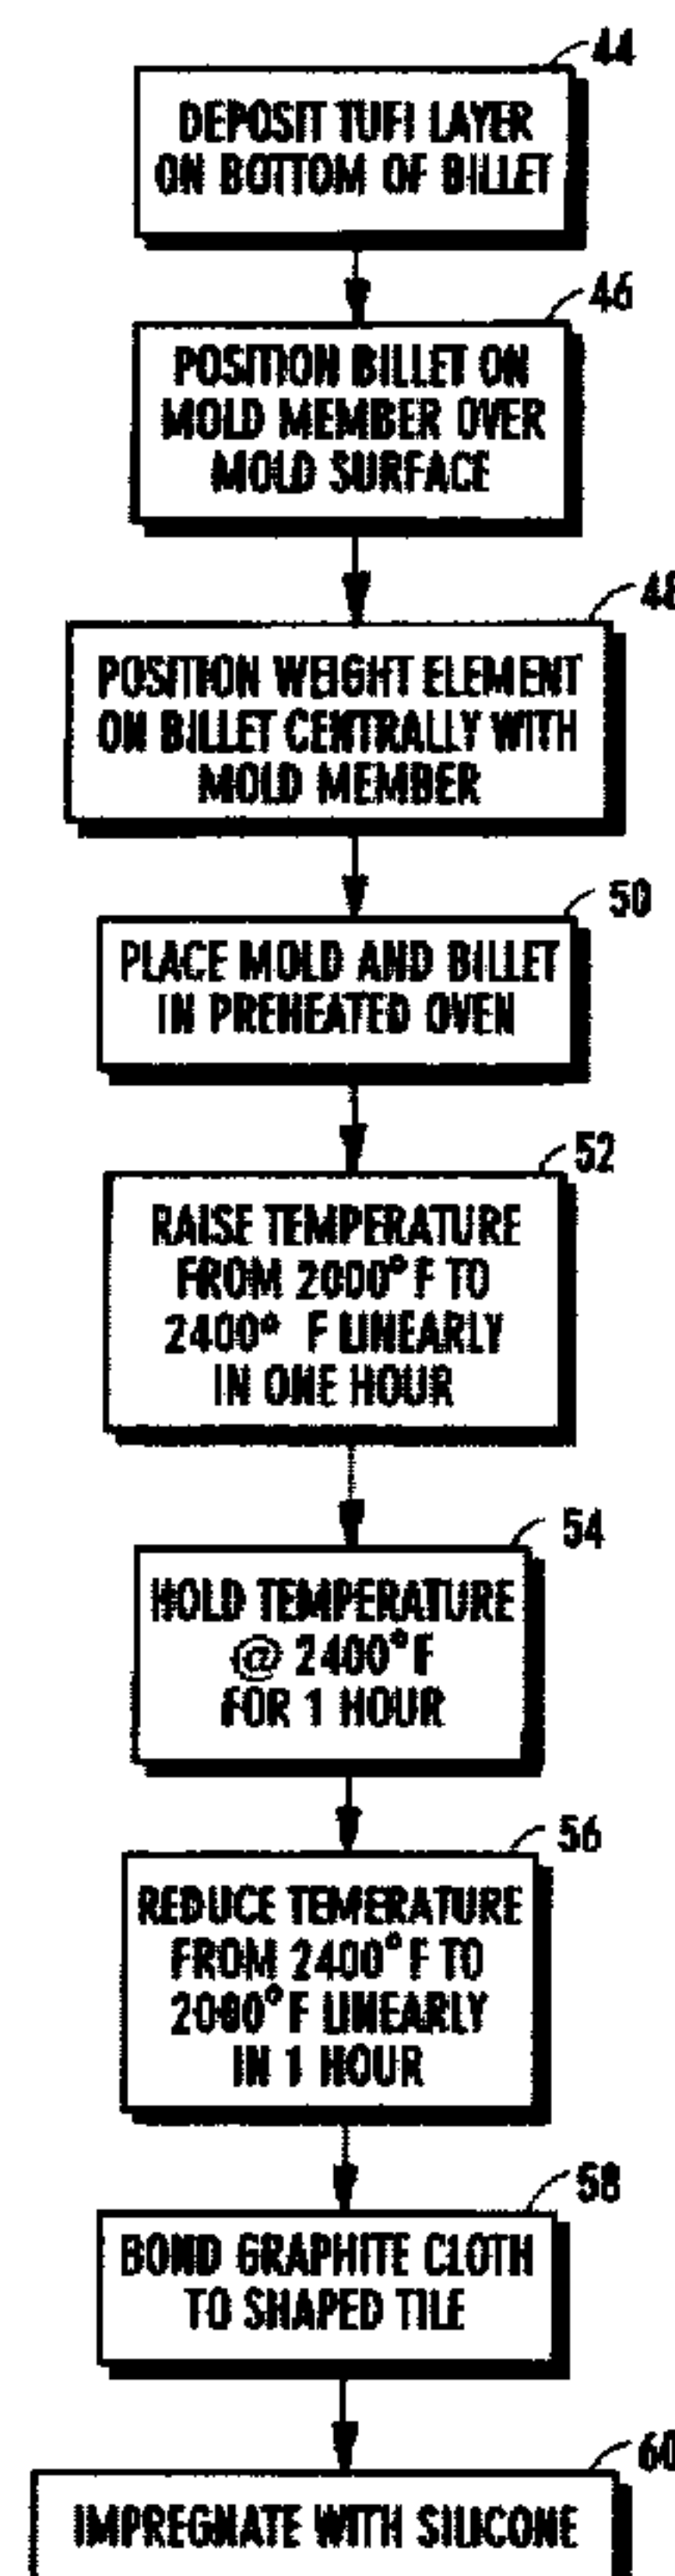 44
DEPOSIT TUFI LAYER
ON BOTTOM OF BILLET
46
POSITION BILLET ON
MOLD MEMBER OVER
MOLD SURFACE
48
POSITION WEIGHT ELEMENT
ON BILLET CENTRALLY WITH
MOLD MEMBER
50
PLACE MOLD AND BILLET
IN PREHEATED OVEN
52
RAISE TEMPERATURE
FROM 2000°F TO
2400° F LINEARLY
IN ONE HOUR
54
HOLD TEMPERATURE
@ 2400°F
FOR 1 HOUR
56
REDUCE TEMERATURE
FROM 2400°F TO
2000°F LINEARLY
IN 1 HOUR
58
BOND GRAPHITE CLOTH
TO SHAPED TILE
60
IMPREGNATE WITH SILICONE